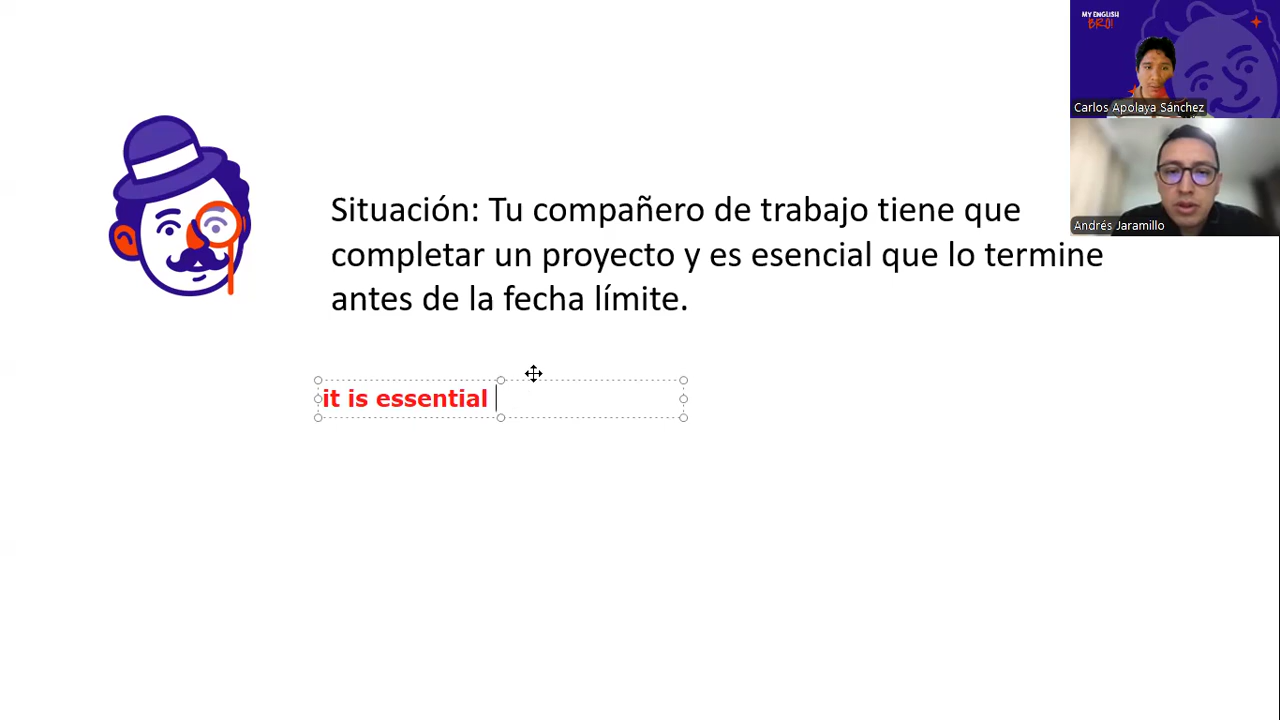 MY ENGLISH
BRO!
Carlos Apolaya Sánchez
Andrés Jaramillo
Situación: Tu compañero de trabajo tiene que
completar un proyecto y es esencial que lo termine
antes de la fecha límite.
it is essential